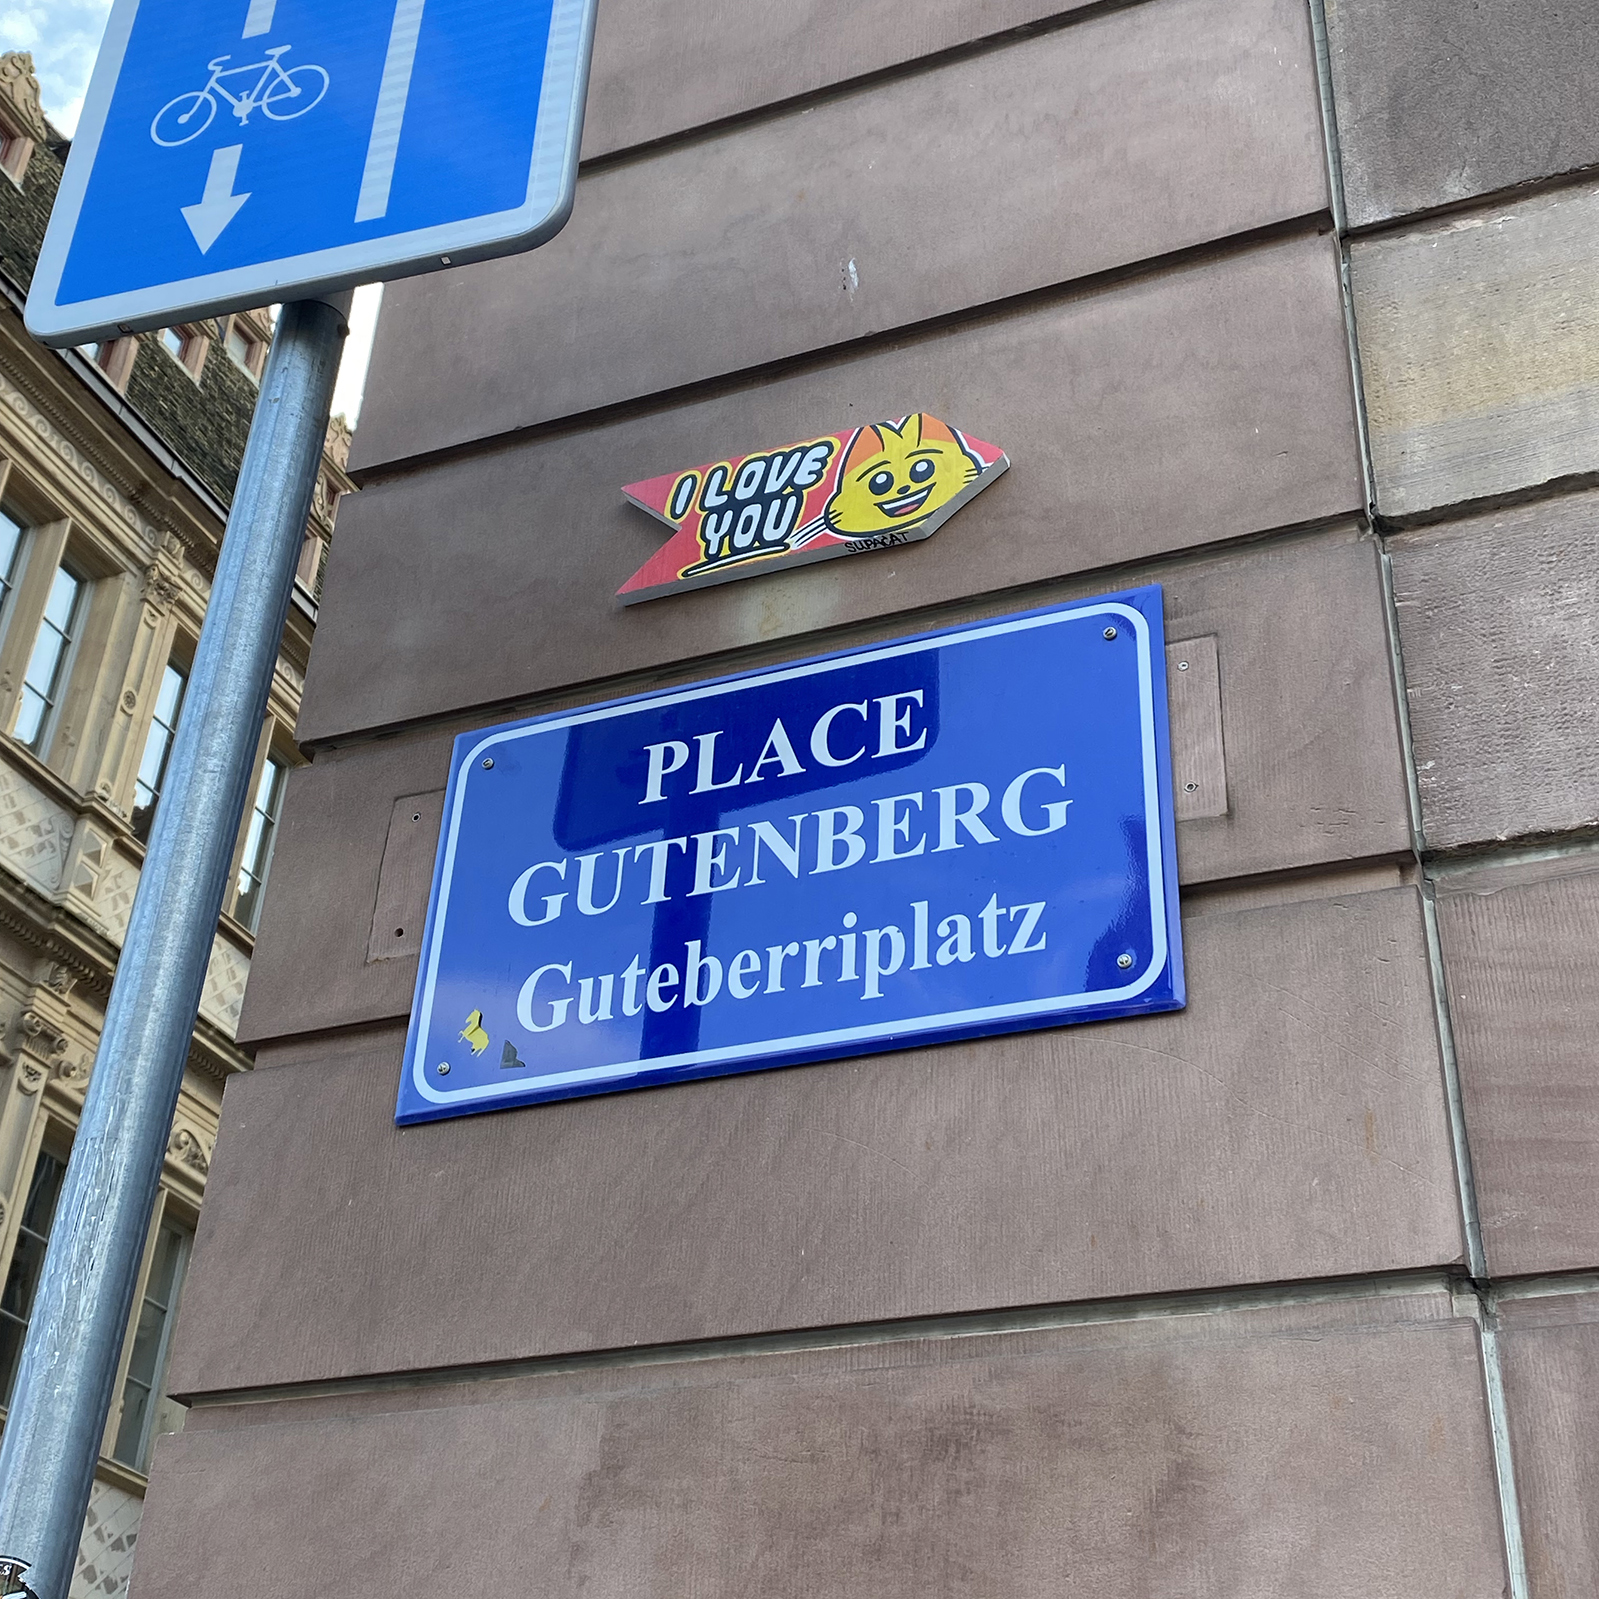 I LOVE
YOU
SUPACAT
PLACE
GUTENBERG
Guteberriplatz